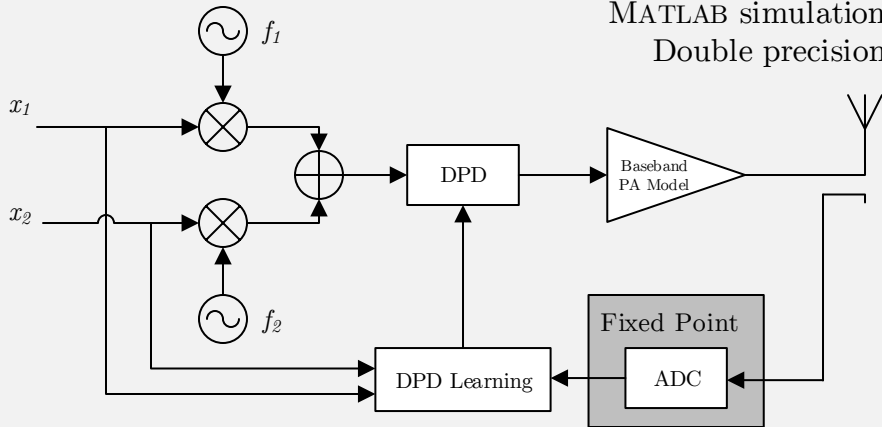 MATLAB simulation
Double precision
f₁
x₁
DPD
Baseband
PA Model
x₂
f₂
Fixed Point
DPD Learning
ADC